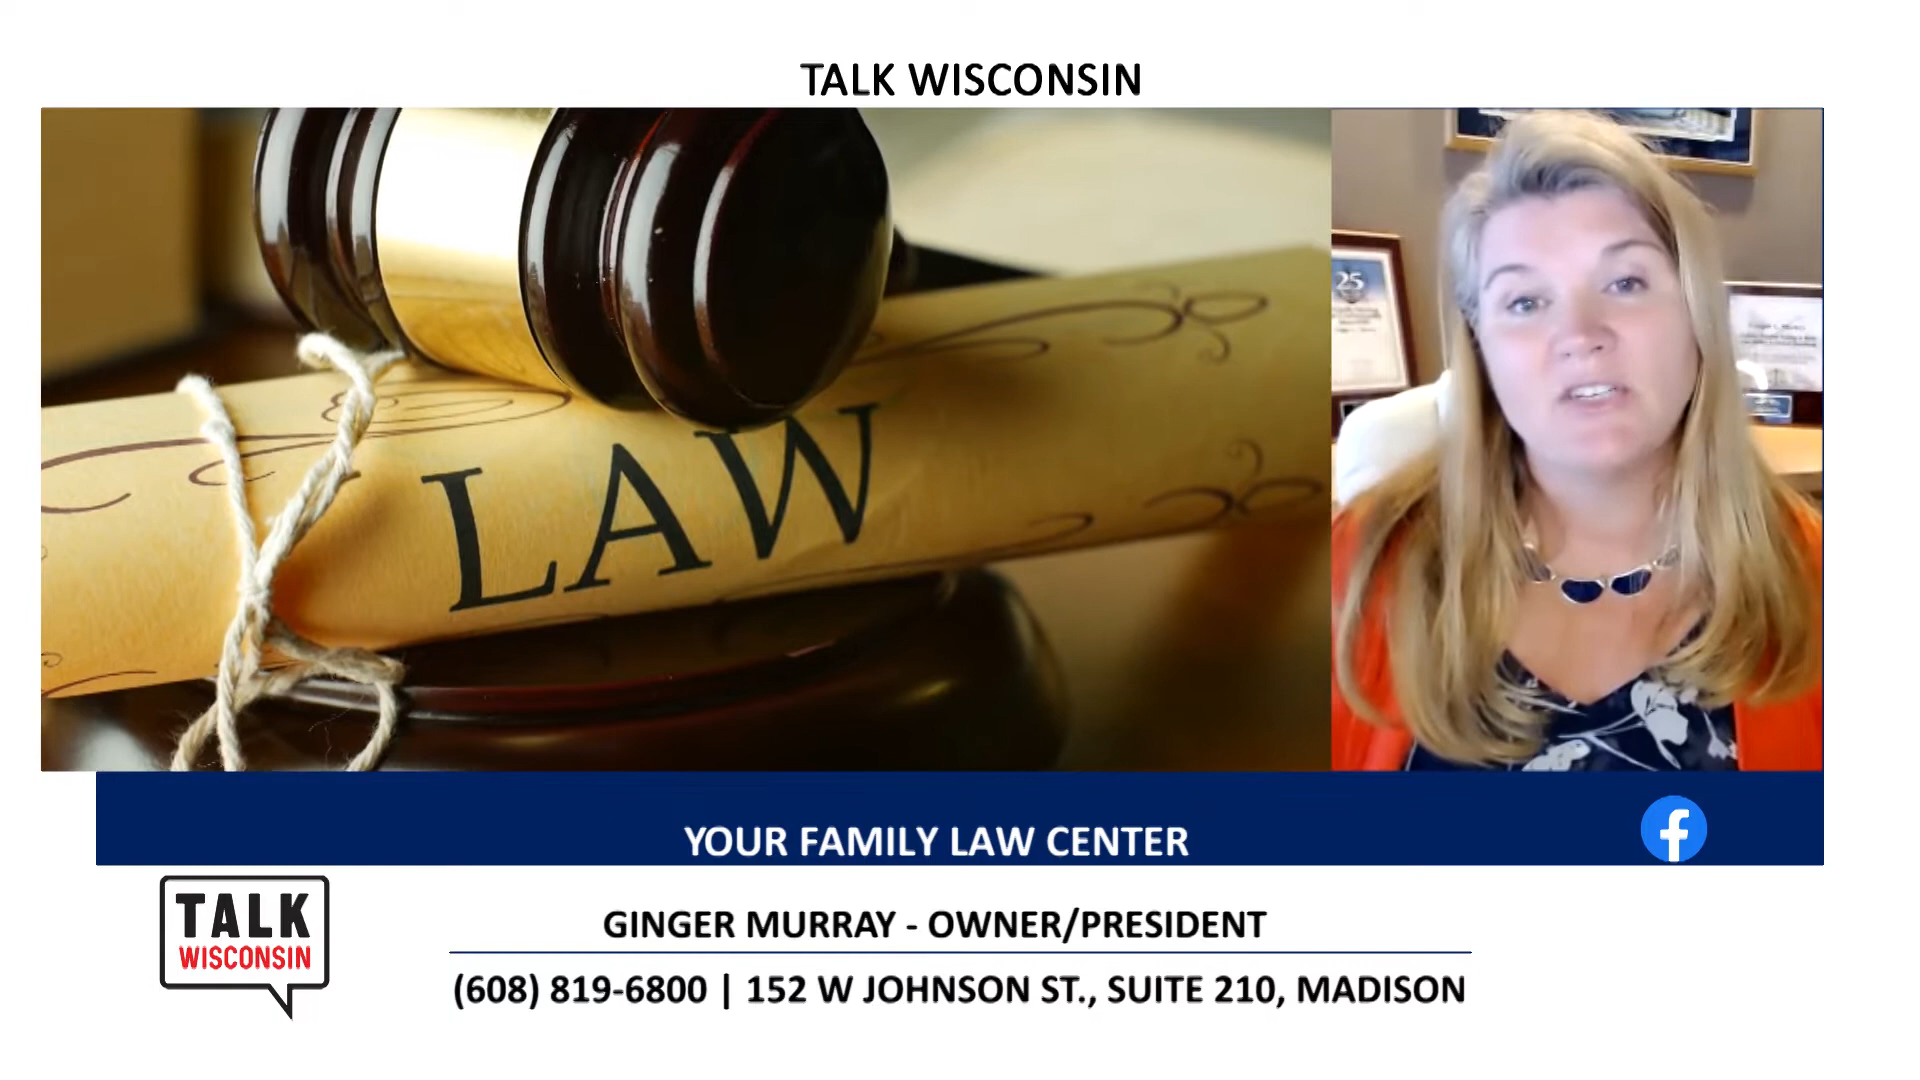 TALK WISCONSIN
LAW
25
YOUR FAMILY LAW CENTER
TALK
WISCONSIN
GINGER MURRAY - OWNER/PRESIDENT
(608) 819-6800 | 152 W JOHNSON ST., SUITE 210, MADISON